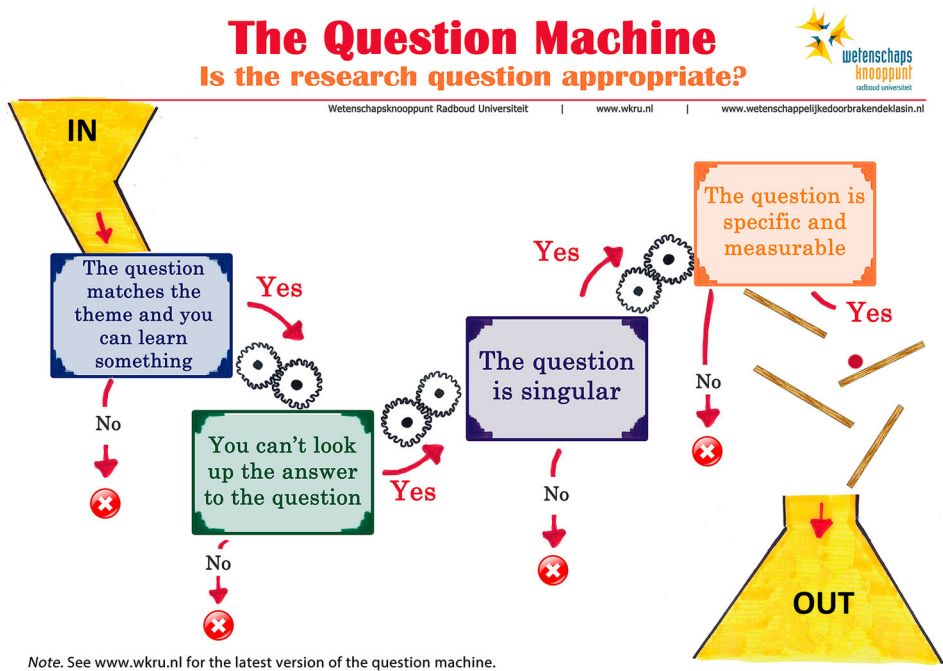 The Question Machine
Is the research question appropriate?
wetenschaps
knooppunt
radboud universiteit
Wetenschapsknooppunt Radboud Universiteit | www.wkru.nl | www.wetenschappelijkedoorbrakendeklasin.nl
IN
The question
matches the
theme and you
can learn
something
Yes
No
You can't look
up the answer
to the question
Yes
No
The question
is singular
Yes
No
The question is
specific and
measurable
Yes
No
OUT
Note. See www.wkru.nl for the latest version of the question machine.